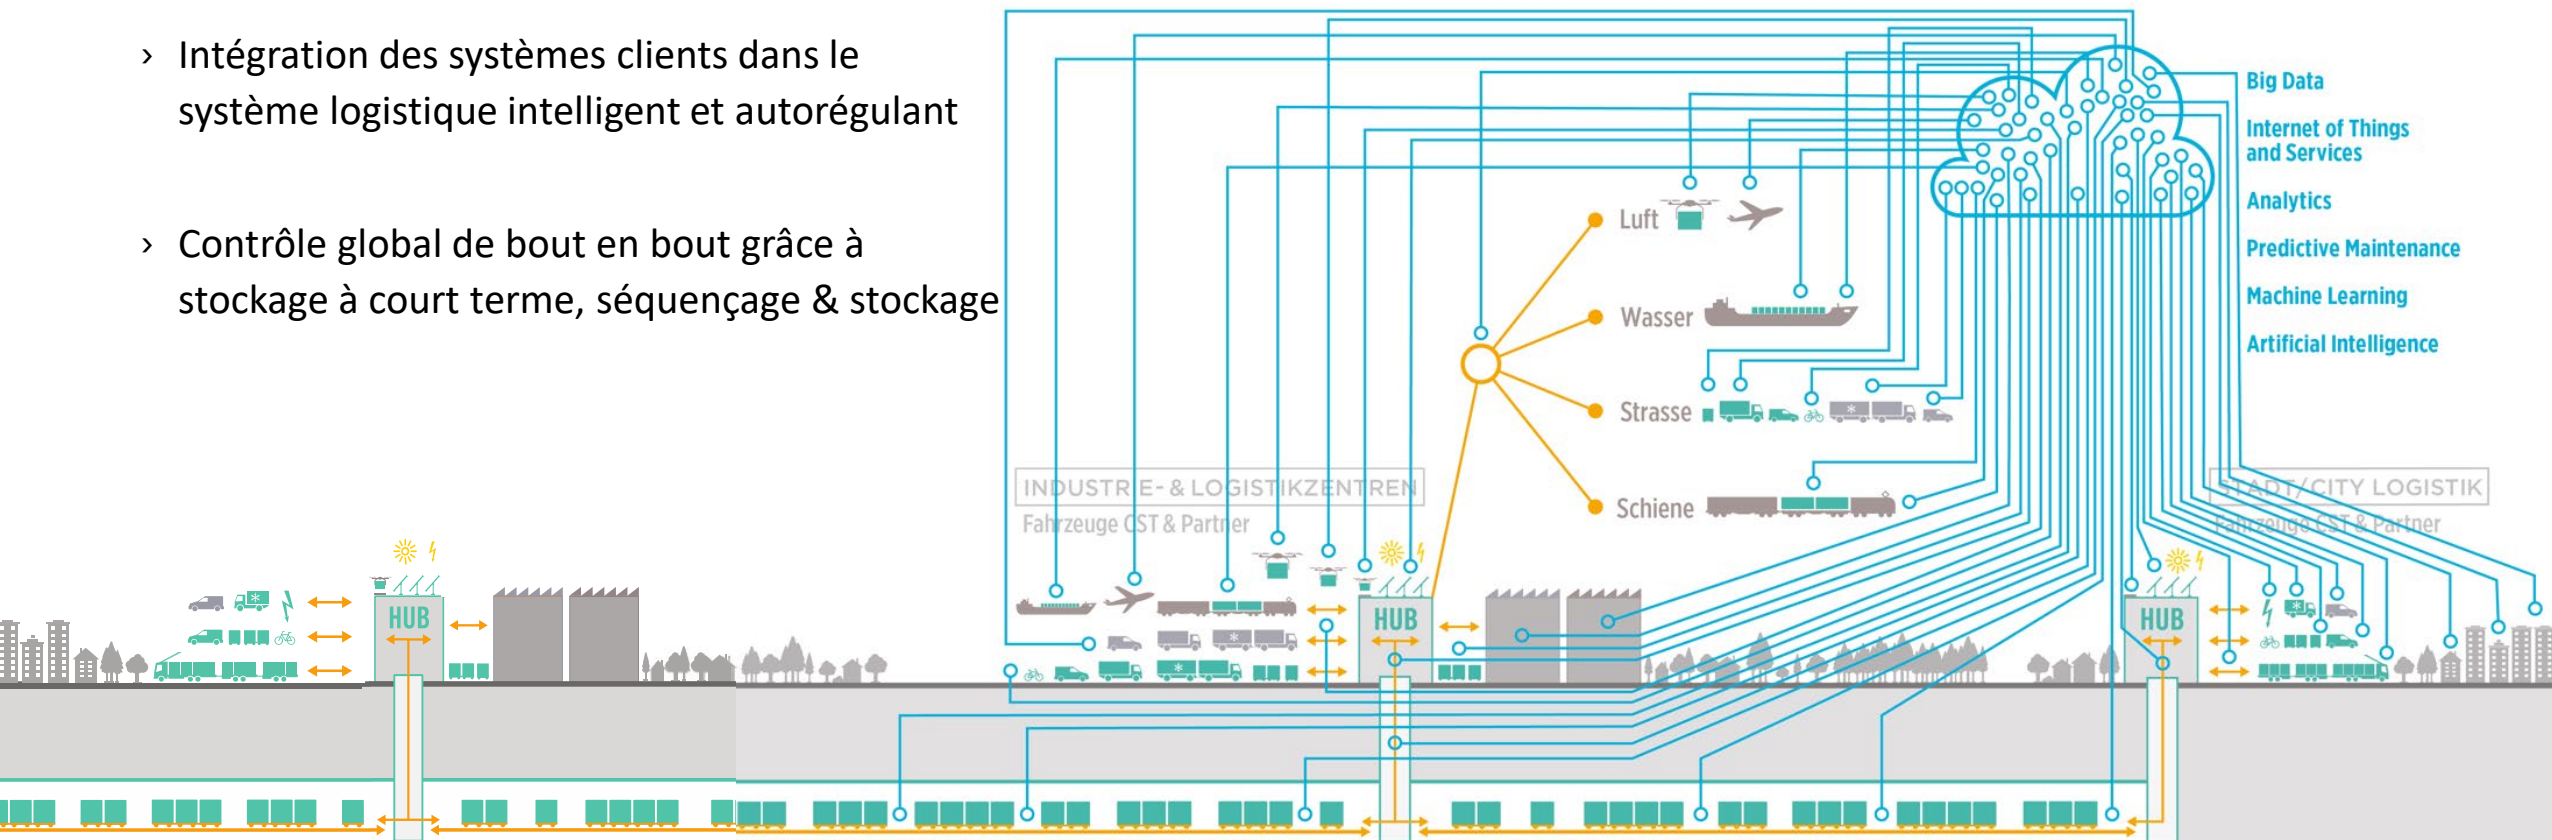 › Intégration des systèmes clients dans le
système logistique intelligent et autorégulant
› Contrôle global de bout en bout grâce à
stockage à court terme, séquençage & stockage
Big Data
Internet of Things
and Services
Analytics
Predictive Maintenance
Machine Learning
Artificial Intelligence
Luft
Wasser
Strasse
Schiene
INDUSTRIE- & LOGISTIKZENTREN
Fahrzeuge CST & Partner
STADT/CITY LOGISTIK
Fahrzeuge CST & Partner
HUB
HUB
HUB